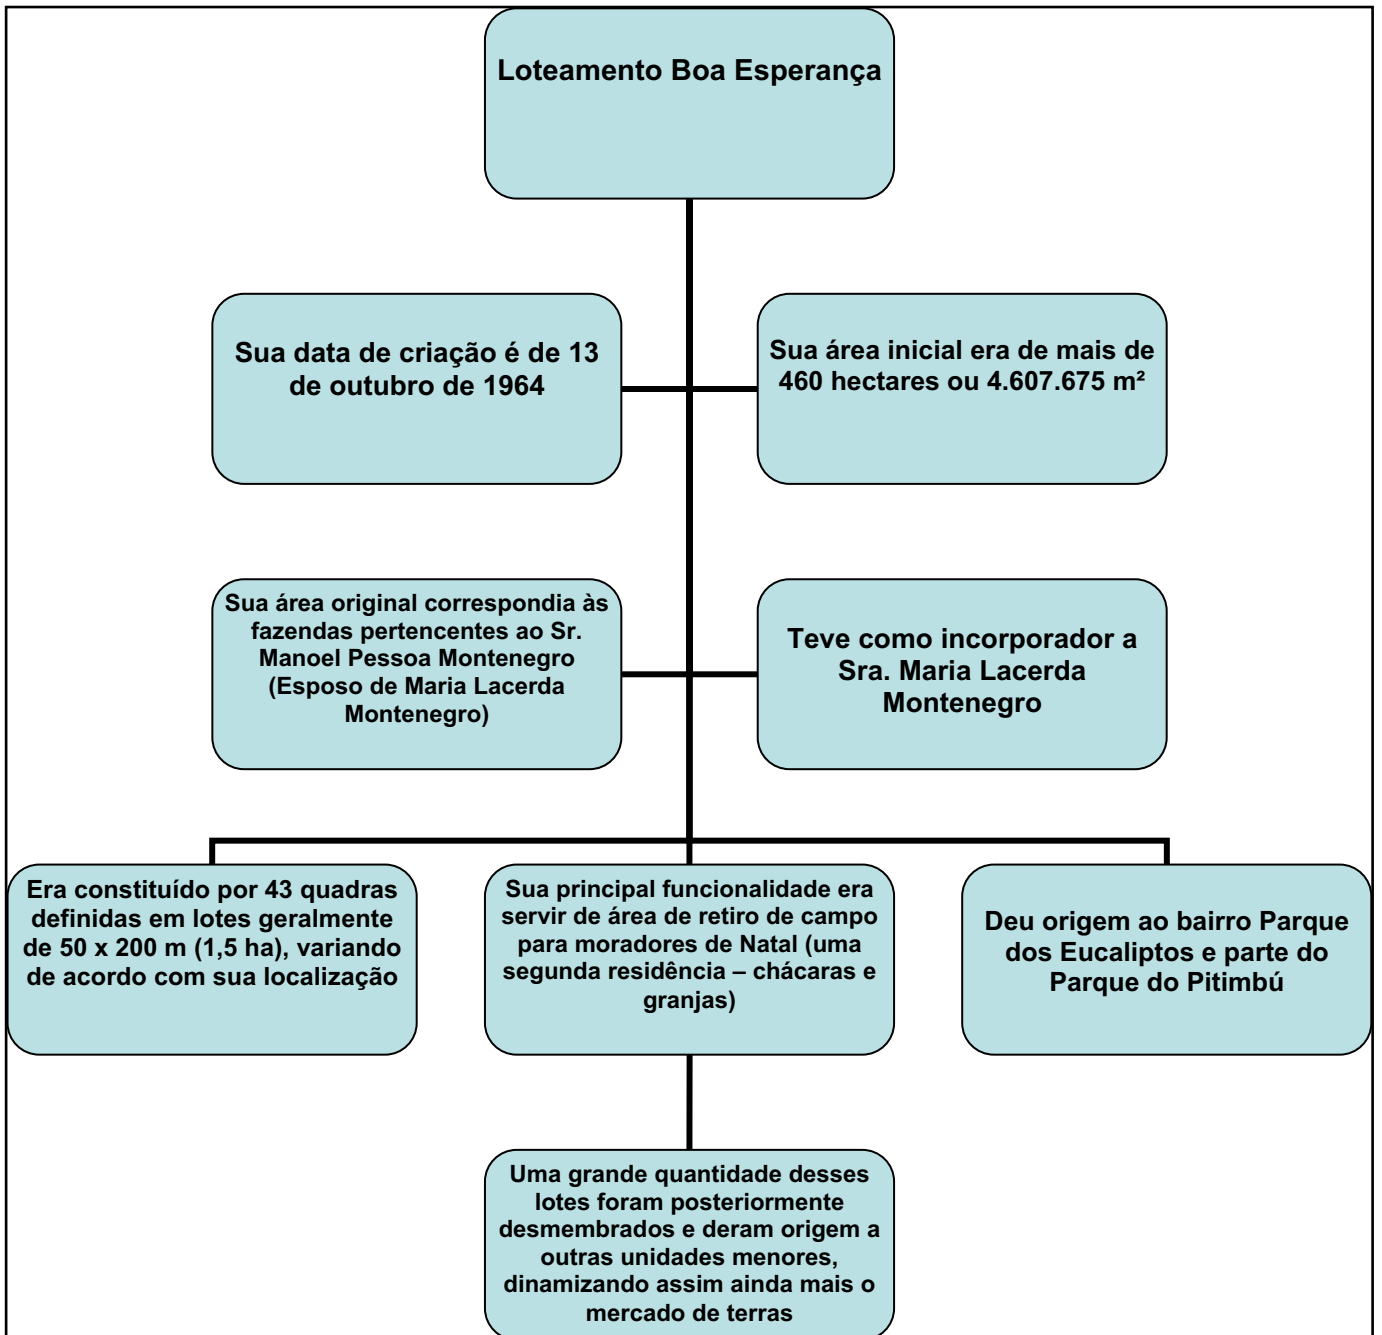 Loteamento Boa Esperança
Sua data de criação é de 13
de outubro de 1964
Sua área inicial era de mais de
460 hectares ou 4.607.675 m²
Sua área original correspondia às
fazendas pertencentes ao Sr.
Manoel Pessoa Montenegro
(Esposo de Maria Lacerda
Montenegro)
Teve como incorporador a
Sra. Maria Lacerda
Montenegro
Era constituído por 43 quadras
definidas em lotes geralmente
de 50 x 200 m (1,5 ha), variando
de acordo com sua localização
Sua principal funcionalidade era
servir de área de retiro de campo
para moradores de Natal (uma
segunda residência – chácaras e
granjas)
Deu origem ao bairro Parque
dos Eucaliptos e parte do
Parque do Pitimbú
Uma grande quantidade desses
lotes foram posteriormente
desmembrados e deram origem a
outras unidades menores,
dinamizando assim ainda mais o
mercado de terras